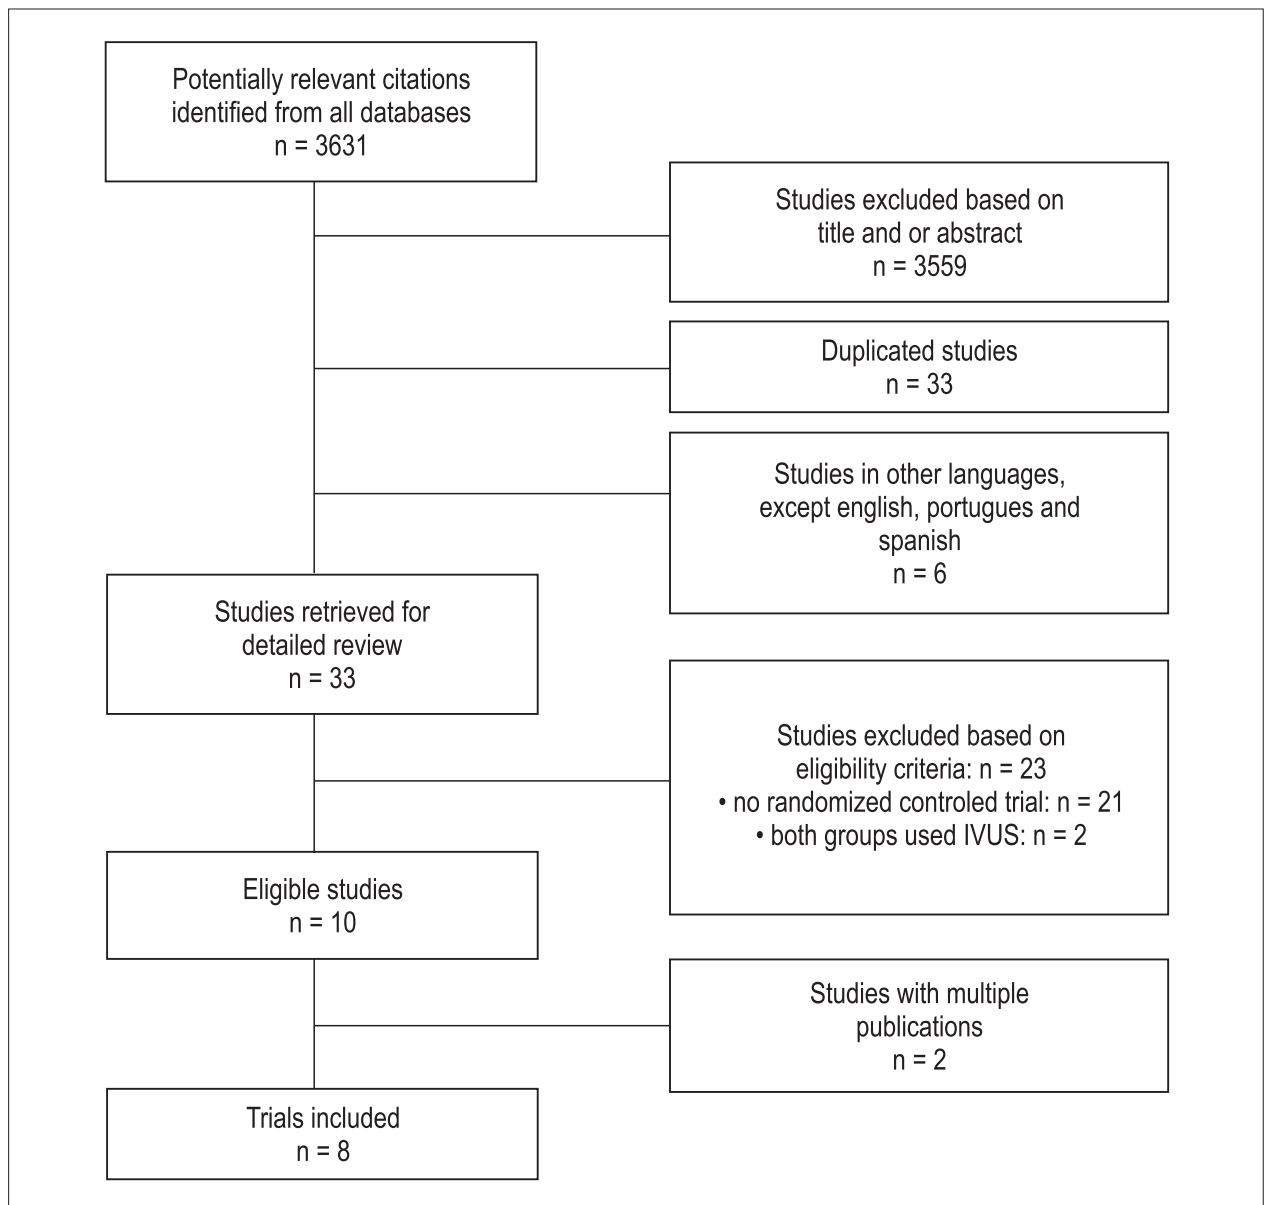 Potentially relevant citations
identified from all databases
n = 3631
Studies excluded based on
title and or abstract
n = 3559
Duplicated studies
n = 33
Studies in other languages,
except english, portugues and
spanish
n = 6
Studies retrieved for
detailed review
n = 33
Studies excluded based on
eligibility criteria: n = 23
• no randomized controled trial: n = 21
• both groups used IVUS: n = 2
Eligible studies
n = 10
Studies with multiple
publications
n = 2
Trials included
n = 8